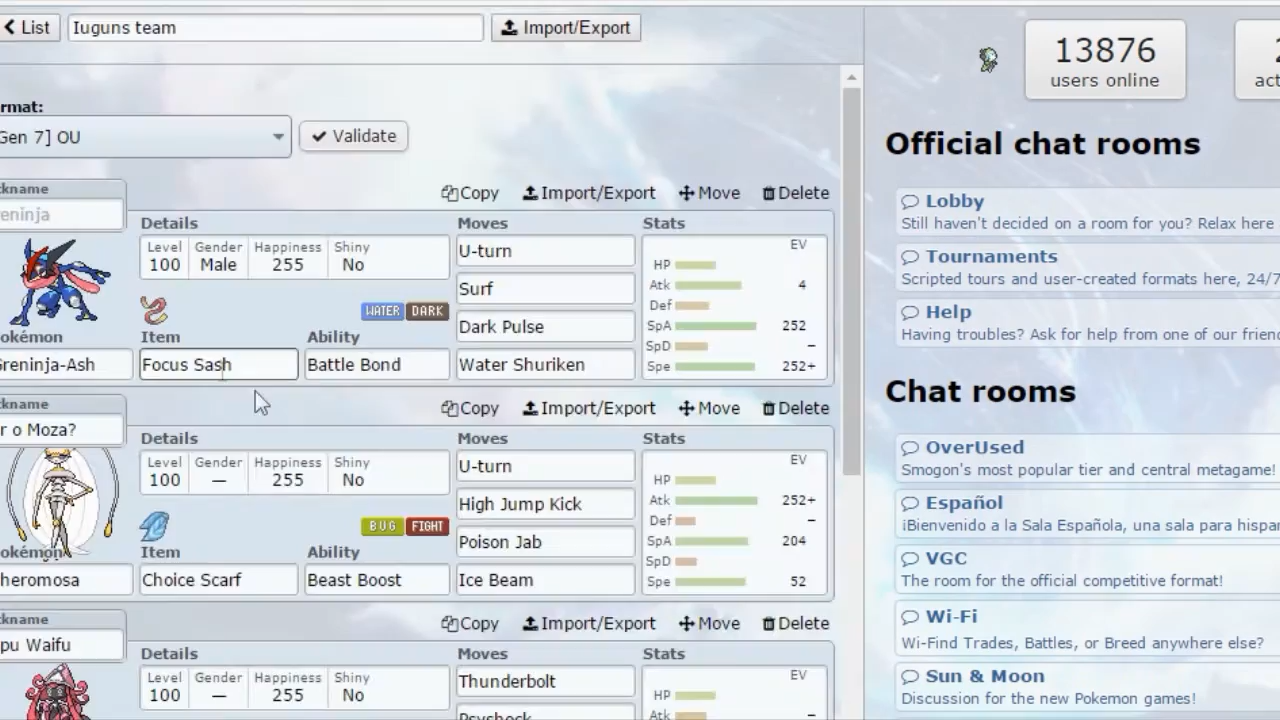 List
Iuguns team
Import/Export
rmat:
Gen 7] OU
Validate
ckname
reninja
Copy Import/Export Move Delete
Details
Level Gender Happiness Shiny
100 Male 255 No
WATER DARK
okémon Item Ability
Greninja-Ash Focus Sash Battle Bond
Moves
U-turn
Surf
Dark Pulse
Water Shuriken
Stats
EV
HP
Atk 4
Def
SpA 252
SpD –
Spe 252+
ckname
r o Moza?
Copy Import/Export Move Delete
Details
Level Gender Happiness Shiny
100 — 255 No
BUG FIGHT
okémon Item Ability
heromosa Choice Scarf Beast Boost
Moves
U-turn
High Jump Kick
Poison Jab
Ice Beam
Stats
EV
HP
Atk 252+
Def –
SpA 204
SpD
Spe 52
ckname
pu Waifu
Copy Import/Export Move Delete
Details
Level Gender Happiness Shiny
100 — 255 No
Moves
Thunderbolt
Psyshock
Stats
EV
HP
Atk –
13876
users online
2
act
Official chat rooms
Lobby
Still haven't decided on a room for you? Relax here
Tournaments
Scripted tours and user-created formats here, 24/7
Help
Having troubles? Ask for help from one of our friend
Chat rooms
OverUsed
Smogon's most popular tier and central metagame!
Español
¡Bienvenido a la Sala Española, una sala para hispan
VGC
The room for the official competitive format!
Wi-Fi
Wi-Find Trades, Battles, or Breed anywhere else?
Sun & Moon
Discussion for the new Pokemon games!